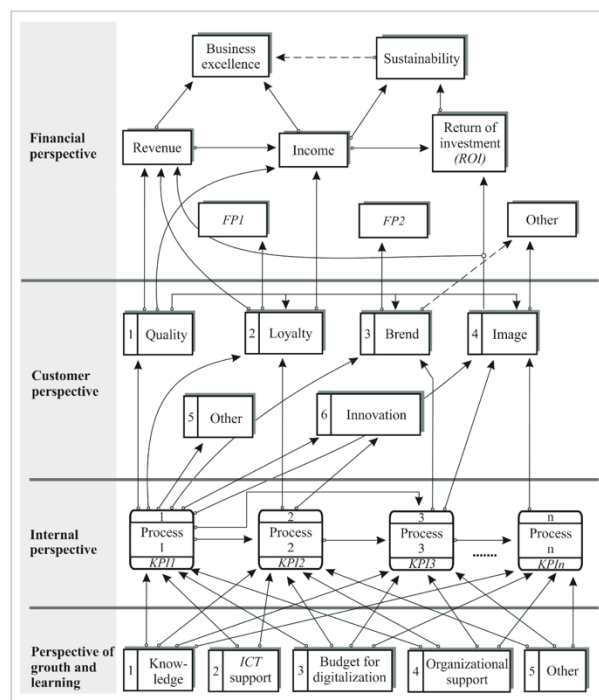 Business
excellence
Sustainability
Financial
perspective
Revenue
Income
Return of
investment
(ROI)
FP1
FP2
Other
1 Quality
2 Loyalty
3 Brend
4 Image
Customer
perspective
5 Other
6 Innovation
Internal
perspective
1
Process
1
KPI1
2
Process
2
KPI2
3
Process
3
KPI3
.......
n
Process
n
KPIn
Perspective of
grouth and
learning
1 Know-
ledge
2 ICT
support
3 Budget for
digitalization
4 Organizational
support
5 Other